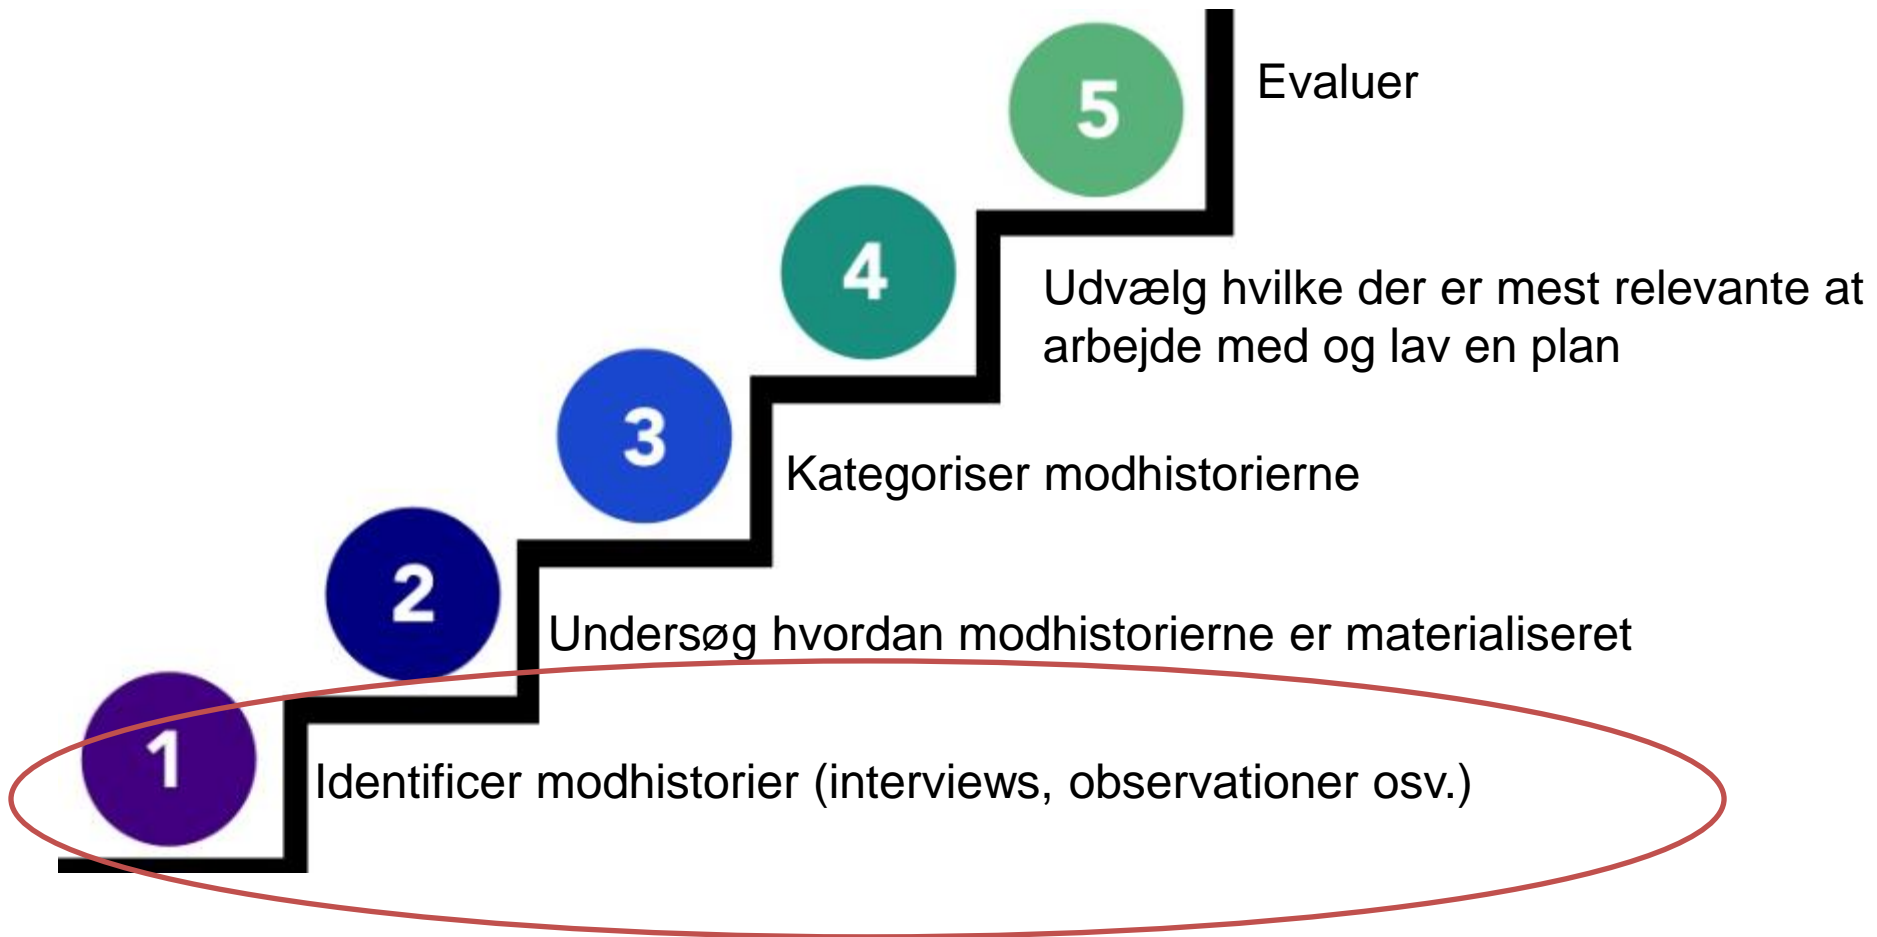 5
Evaluer
4
Udvælg hvilke der er mest relevante at
arbejde med og lav en plan
3
Kategoriser modhistorierne
2
Undersøg hvordan modhistorierne er materialiseret
1
Identificer modhistorier (interviews, observationer osv.)